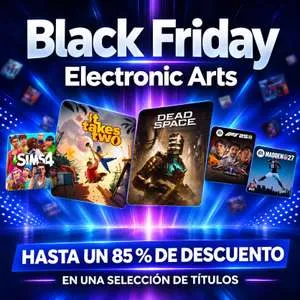 Black Friday
Electronic Arts
The SIMS 4
it takes two
DEAD SPACE
F1 25
EA MADDEN 27
HASTA UN 85 % DE DESCUENTO
EN UNA SELECCIÓN DE TÍTULOS